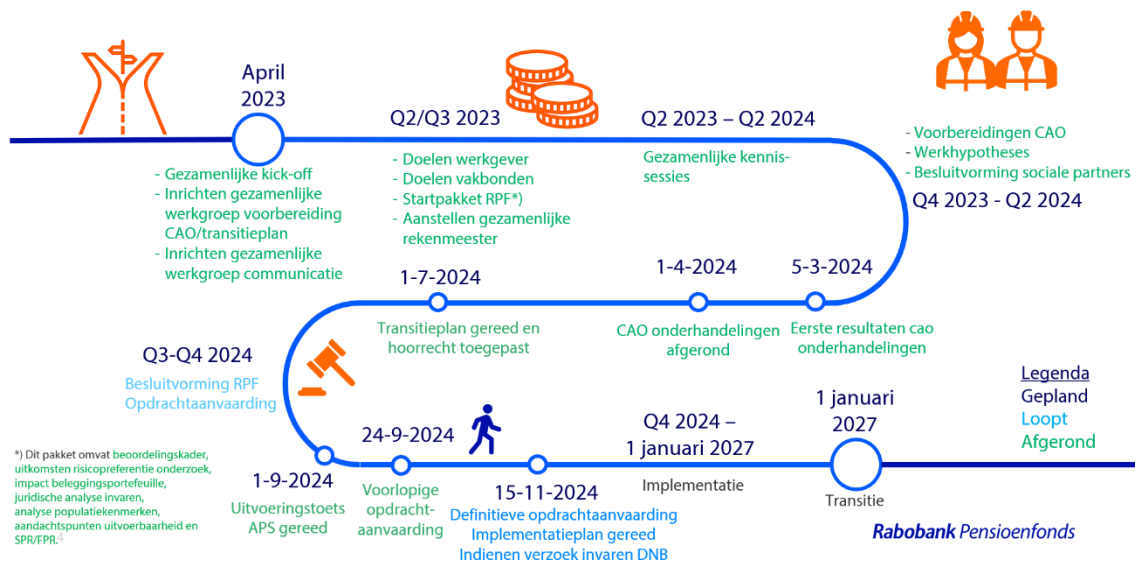 April
2023
- Gezamenlijke kick-off
- Inrichten gezamenlijke
werkgroep voorbereiding
CAO/transitieplan
- Inrichten gezamenlijke
werkgroep communicatie
Q2/Q3 2023
- Doelen werkgever
- Doelen vakbonden
- Startpakket RPF*)
- Aanstellen gezamenlijke
rekenmeester
Q2 2023 – Q2 2024
Gezamenlijke kennis-
sessies
- Voorbereidingen CAO
- Werkhypotheses
- Besluitvorming sociale partners
Q4 2023 - Q2 2024
5-3-2024
Eerste resultaten cao
onderhandelingen
1-4-2024
CAO onderhandelingen
afgerond
1-7-2024
Transitieplan gereed en
hoorrecht toegepast
Q3-Q4 2024
Besluitvorming RPF
Opdrachtaanvaarding
1-9-2024
Uitvoeringstoets
APS gereed
24-9-2024
Voorlopige
opdracht-
aanvaarding
15-11-2024
Definitieve opdrachtaanvaarding
Implementatieplan gereed
Indienen verzoek invaren DNB
Q4 2024 –
1 januari 2027
Implementatie
1 januari
2027
Transitie
Legenda
Gepland
Loopt
Afgerond
*) Dit pakket omvat beoordelingskader,
uitkomsten risicopreferentie onderzoek,
impact beleggingsportefeuille,
juridische analyse invaren,
analyse populatiekenmerken,
aandachtspunten uitvoerbaarheid en
SPR/FPR.4
Rabobank Pensioenfonds